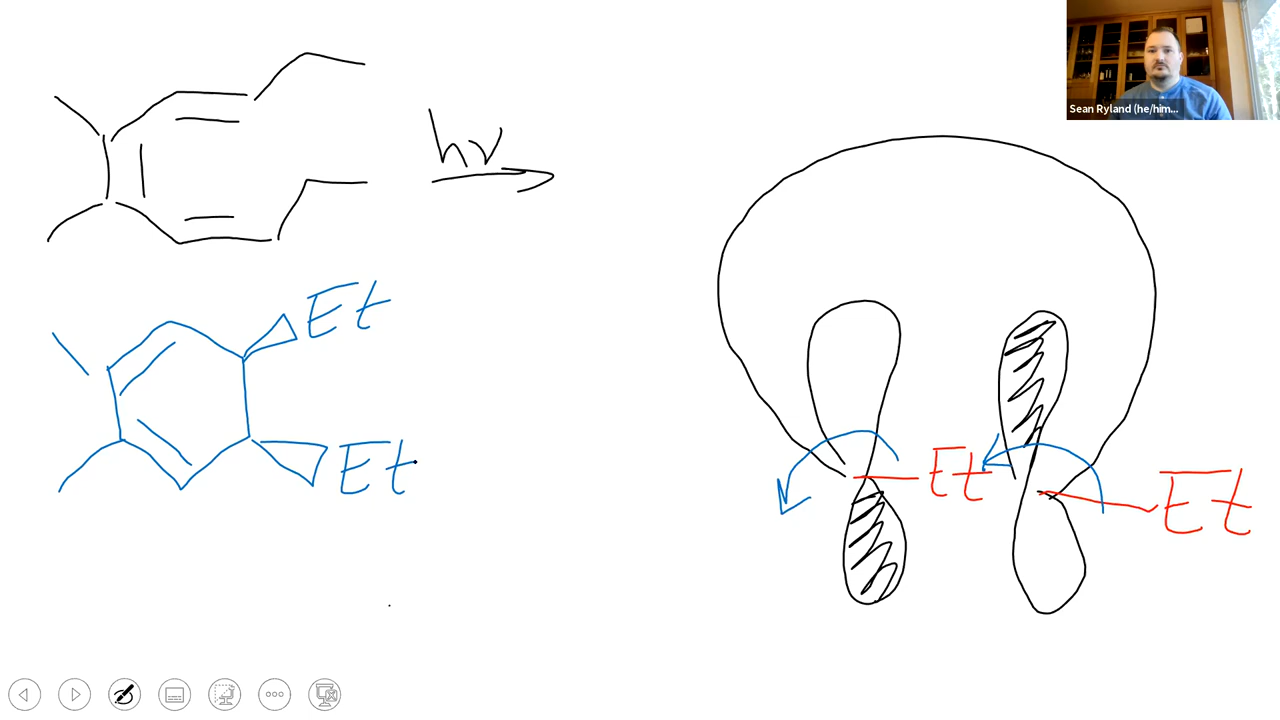 Sean Ryland (he/him...
hν
Et
Et
Et
Et